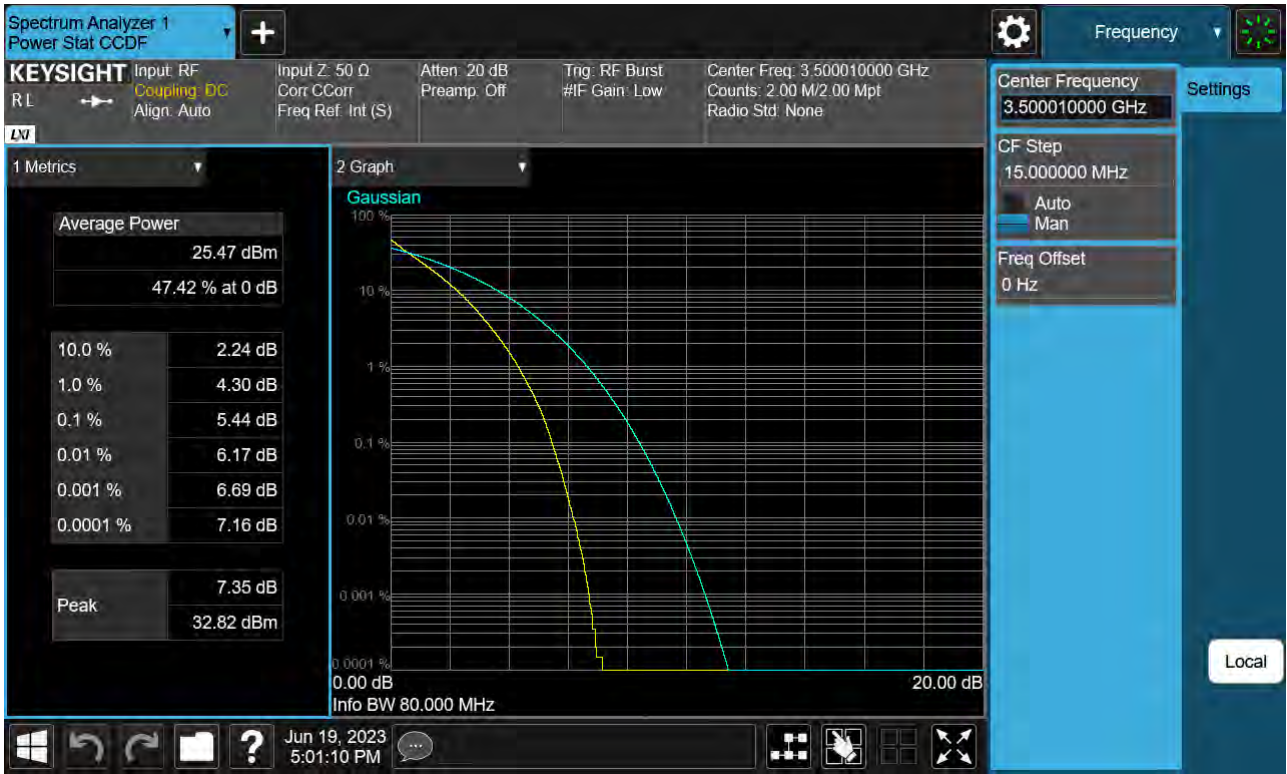 Spectrum Analyzer 1
Power Stat CCDF
+
Frequency
KEYSIGHT
RL
LXI
Input: RF
Coupling: DC
Align: Auto
Input Z: 50 Ω
Corr CCorr
Freq Ref: Int (S)
Atten: 20 dB
Preamp: Off
Trig: RF Burst
#IF Gain: Low
Center Freq: 3.500010000 GHz
Counts: 2.00 M/2.00 Mpt
Radio Std: None
Center Frequency
3.500010000 GHz
Settings
CF Step
15.000000 MHz
Auto
Man
Freq Offset
0 Hz
1 Metrics
Average Power
25.47 dBm
47.42 % at 0 dB
10.0 % 2.24 dB
1.0 % 4.30 dB
0.1 % 5.44 dB
0.01 % 6.17 dB
0.001 % 6.69 dB
0.0001 % 7.16 dB
Peak
7.35 dB
32.82 dBm
2 Graph
Gaussian
100 %
10 %
1 %
0.1 %
0.01 %
0.001 %
0.0001 %
0.00 dB 20.00 dB
Info BW 80.000 MHz
Local
?
Jun 19, 2023
5:01:10 PM